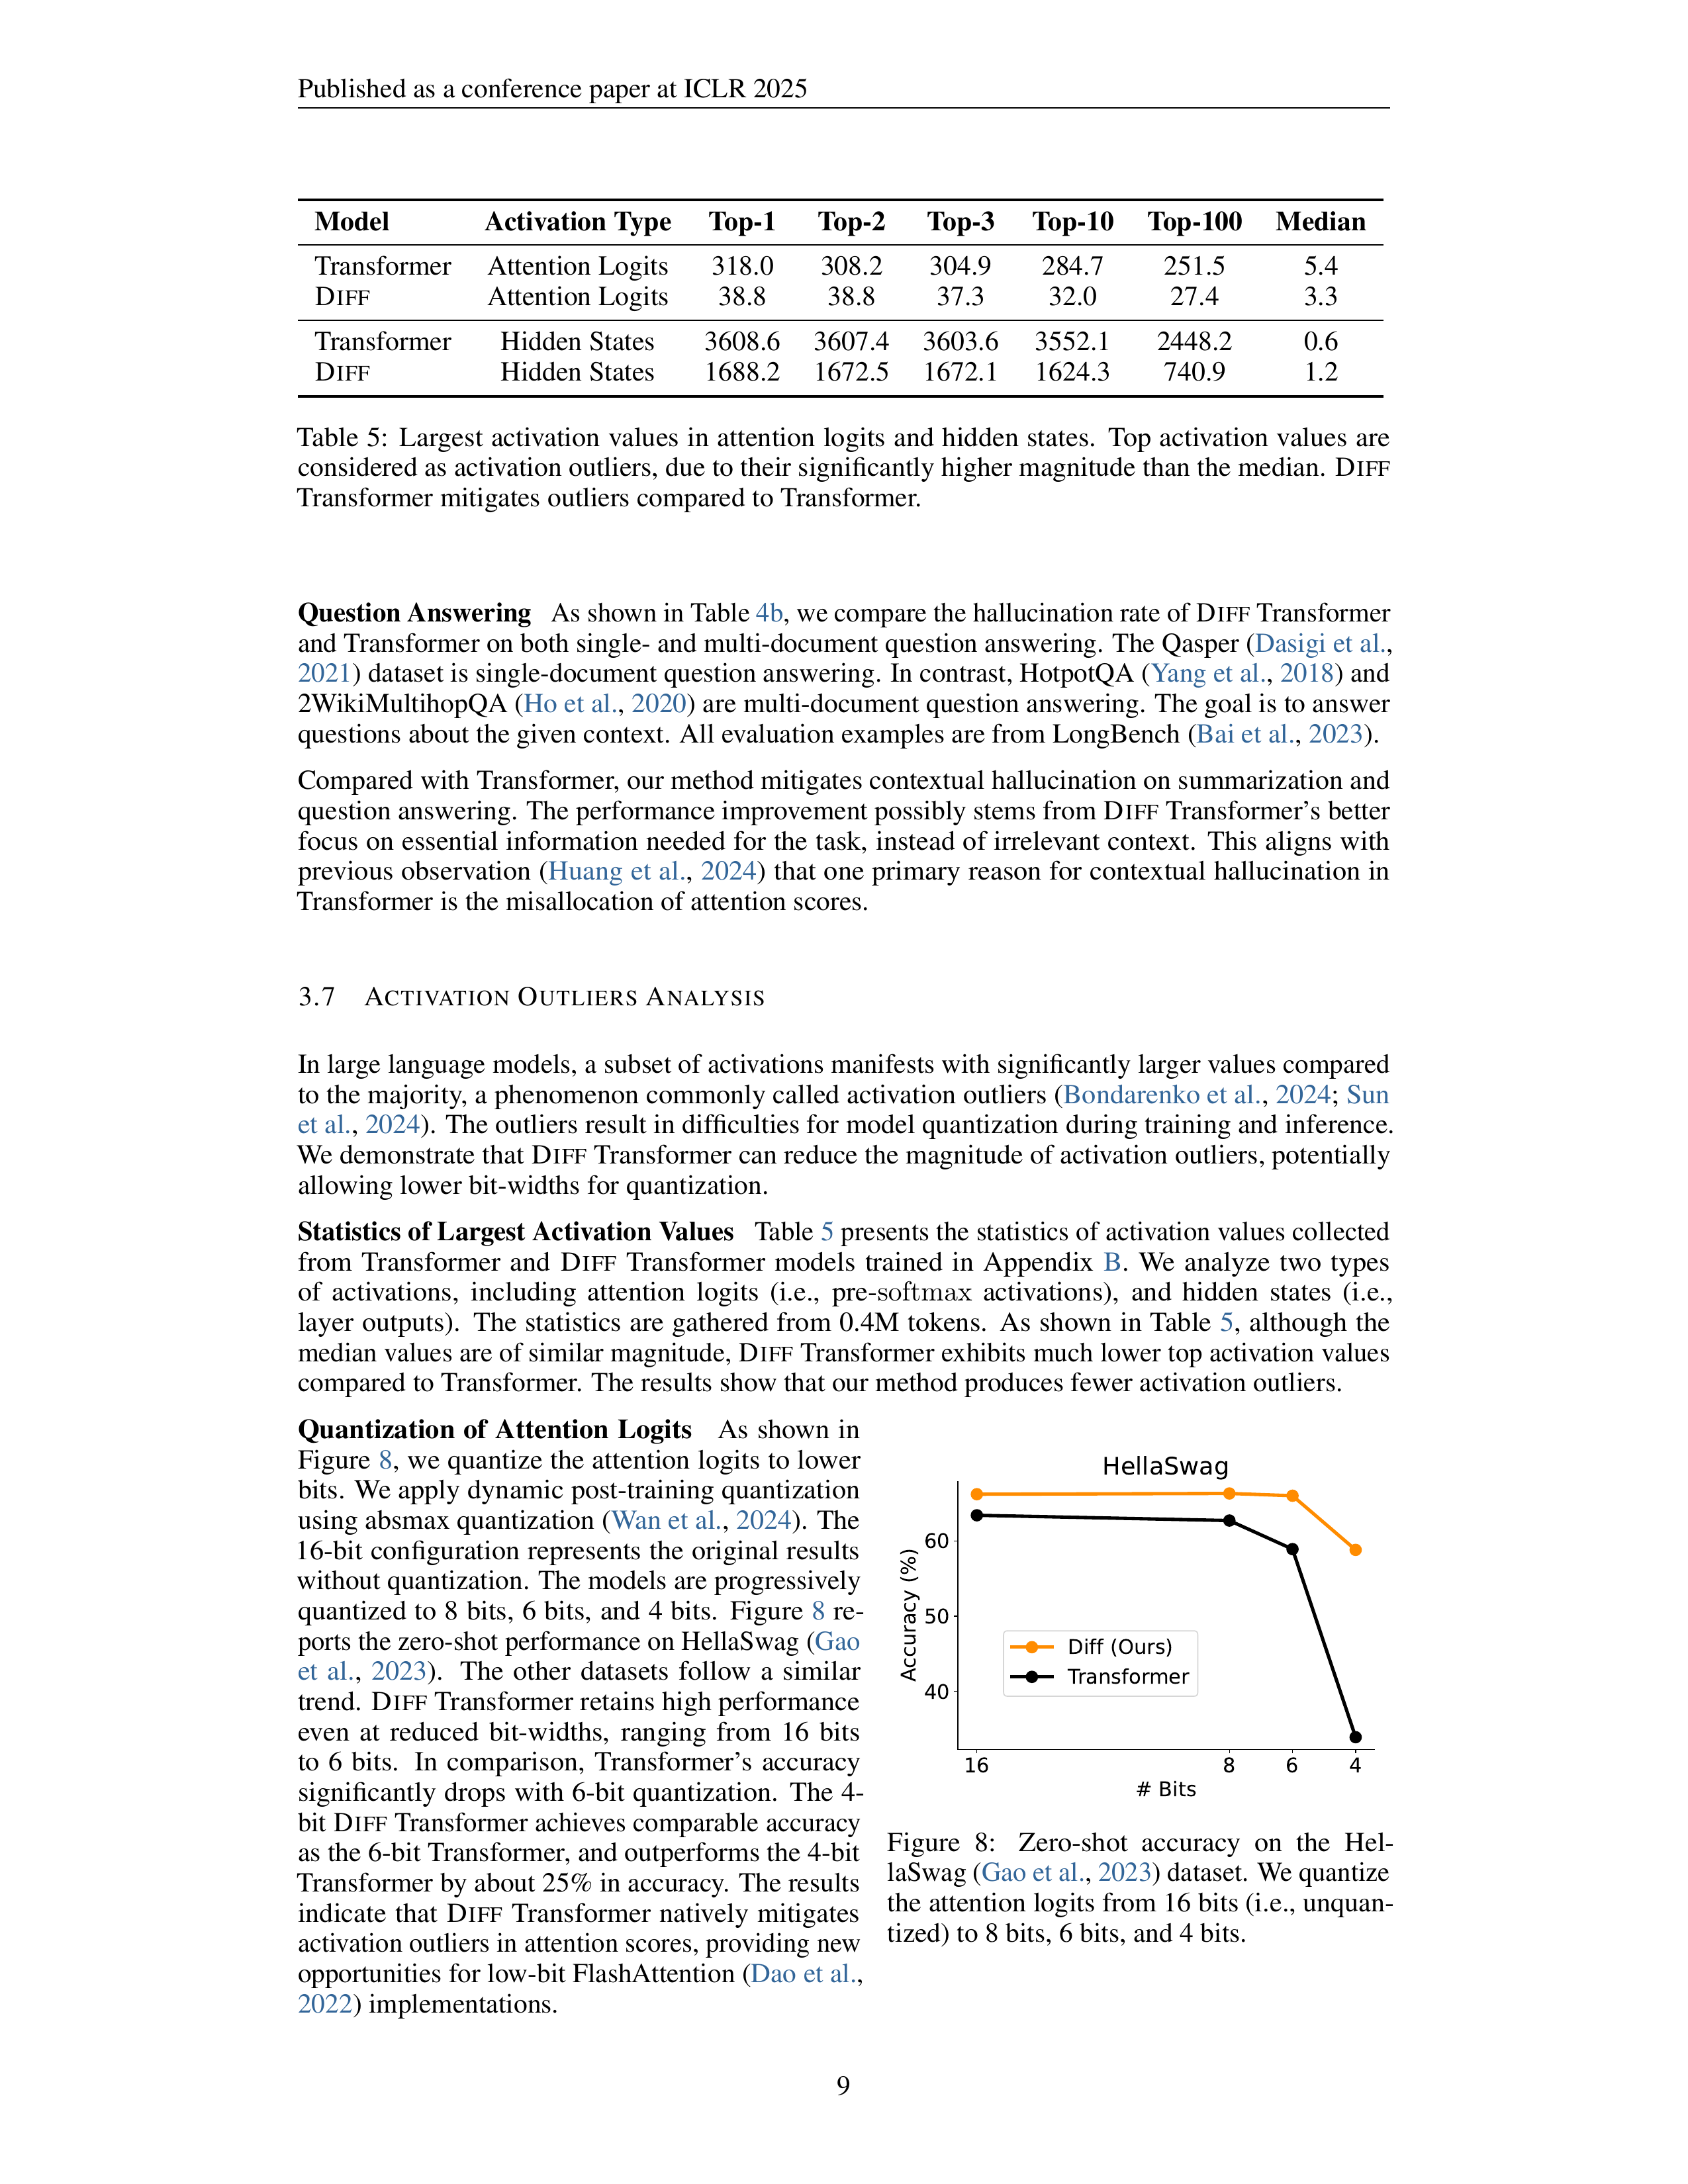 Published as a conference paper at ICLR 2025
Model Activation Type Top-1 Top-2 Top-3 Top-10 Top-100 Median
Transformer Attention Logits 318.0 308.2 304.9 284.7 251.5 5.4
DIFF Attention Logits 38.8 38.8 37.3 32.0 27.4 3.3
Transformer Hidden States 3608.6 3607.4 3603.6 3552.1 2448.2 0.6
DIFF Hidden States 1688.2 1672.5 1672.1 1624.3 740.9 1.2
Table 5: Largest activation values in attention logits and hidden states. Top activation values are
considered as activation outliers, due to their significantly higher magnitude than the median. DIFF
Transformer mitigates outliers compared to Transformer.
Question Answering As shown in Table 4b, we compare the hallucination rate of DIFF Transformer
and Transformer on both single- and multi-document question answering. The Qasper (Dasigi et al.,
2021) dataset is single-document question answering. In contrast, HotpotQA (Yang et al., 2018) and
2WikiMultihopQA (Ho et al., 2020) are multi-document question answering. The goal is to answer
questions about the given context. All evaluation examples are from LongBench (Bai et al., 2023).
Compared with Transformer, our method mitigates contextual hallucination on summarization and
question answering. The performance improvement possibly stems from DIFF Transformer's better
focus on essential information needed for the task, instead of irrelevant context. This aligns with
previous observation (Huang et al., 2024) that one primary reason for contextual hallucination in
Transformer is the misallocation of attention scores.
3.7 ACTIVATION OUTLIERS ANALYSIS
In large language models, a subset of activations manifests with significantly larger values compared
to the majority, a phenomenon commonly called activation outliers (Bondarenko et al., 2024; Sun
et al., 2024). The outliers result in difficulties for model quantization during training and inference.
We demonstrate that DIFF Transformer can reduce the magnitude of activation outliers, potentially
allowing lower bit-widths for quantization.
Statistics of Largest Activation Values Table 5 presents the statistics of activation values collected
from Transformer and DIFF Transformer models trained in Appendix B. We analyze two types
of activations, including attention logits (i.e., pre-softmax activations), and hidden states (i.e.,
layer outputs). The statistics are gathered from 0.4M tokens. As shown in Table 5, although the
median values are of similar magnitude, DIFF Transformer exhibits much lower top activation values
compared to Transformer. The results show that our method produces fewer activation outliers.
Quantization of Attention Logits As shown in
Figure 8, we quantize the attention logits to lower
bits. We apply dynamic post-training quantization
using absmax quantization (Wan et al., 2024). The
16-bit configuration represents the original results
without quantization. The models are progressively
quantized to 8 bits, 6 bits, and 4 bits. Figure 8 re-
ports the zero-shot performance on HellaSwag (Gao
et al., 2023). The other datasets follow a similar
trend. DIFF Transformer retains high performance
even at reduced bit-widths, ranging from 16 bits
to 6 bits. In comparison, Transformer's accuracy
significantly drops with 6-bit quantization. The 4-
bit DIFF Transformer achieves comparable accuracy
as the 6-bit Transformer, and outperforms the 4-bit
Transformer by about 25% in accuracy. The results
indicate that DIFF Transformer natively mitigates
activation outliers in attention scores, providing new
opportunities for low-bit FlashAttention (Dao et al.,
2022) implementations.
HellaSwag
Accuracy (%)
60
50
40
Diff (Ours)
Transformer
16 8 6 4
# Bits
Figure 8: Zero-shot accuracy on the Hel-
laSwag (Gao et al., 2023) dataset. We quantize
the attention logits from 16 bits (i.e., unquan-
tized) to 8 bits, 6 bits, and 4 bits.
9